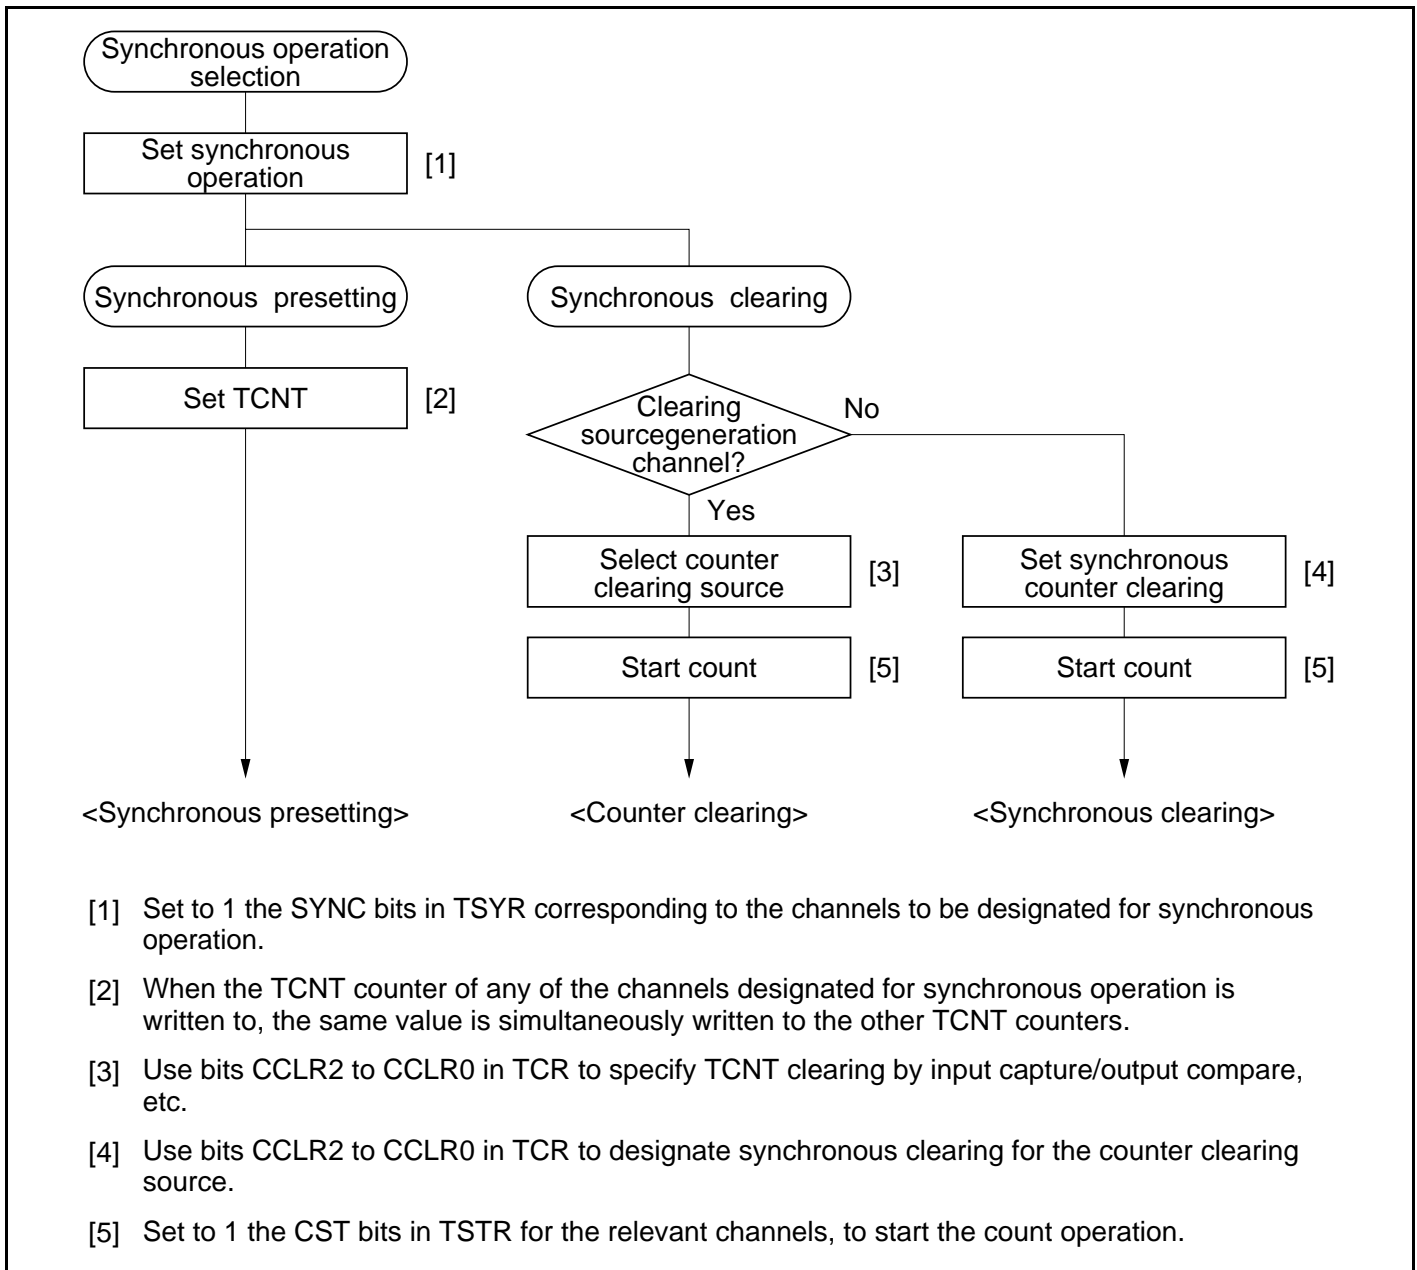 Synchronous operation
selection
Set synchronous
operation
[1]
Synchronous presetting
Synchronous clearing
Set TCNT
[2]
Clearing
sourcegeneration
channel?
No
Yes
Select counter
clearing source
[3]
Set synchronous
counter clearing
[4]
Start count
[5]
Start count
[5]
<Synchronous presetting>
<Counter clearing>
<Synchronous clearing>
[1] Set to 1 the SYNC bits in TSYR corresponding to the channels to be designated for synchronous
operation.
[2] When the TCNT counter of any of the channels designated for synchronous operation is
written to, the same value is simultaneously written to the other TCNT counters.
[3] Use bits CCLR2 to CCLR0 in TCR to specify TCNT clearing by input capture/output compare,
etc.
[4] Use bits CCLR2 to CCLR0 in TCR to designate synchronous clearing for the counter clearing
source.
[5] Set to 1 the CST bits in TSTR for the relevant channels, to start the count operation.